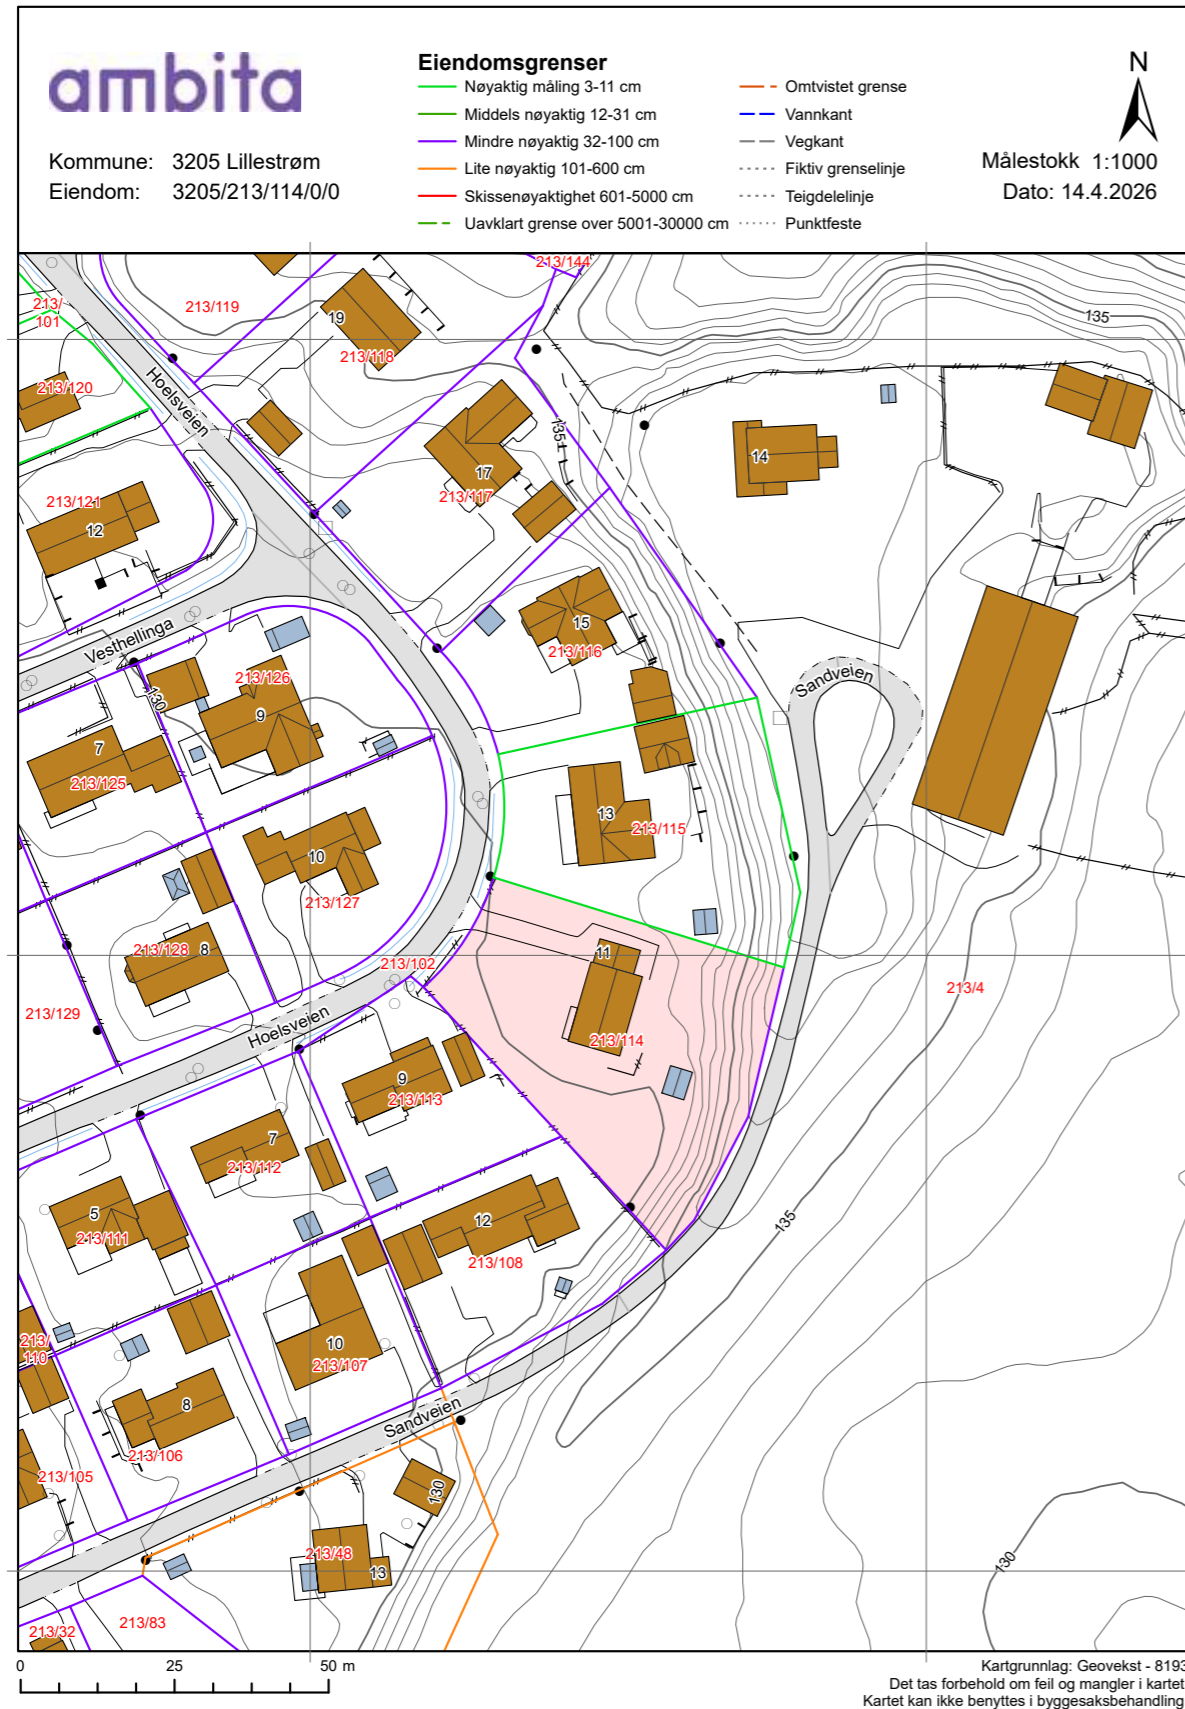 ambita
Kommune: 3205 Lillestrøm
Eiendom: 3205/213/114/0/0
Eiendomsgrenser
Nøyaktig måling 3-11 cm
Middels nøyaktig 12-31 cm
Mindre nøyaktig 32-100 cm
Lite nøyaktig 101-600 cm
Skissenøyaktighet 601-5000 cm
Uavklart grense over 5001-30000 cm
Omtvistet grense
Vannkant
Vegkant
Fiktiv grenselinje
Teigdelelinje
Punktfeste
N
Målestokk 1:1000
Dato: 14.4.2026
213/144
213/119
213/
101
19
213/118
135
213/120
Hoelsveien
135
14
17
213/117
213/121
12
15
213/116
Vesthellinga
213/126
130
9
Sandveien
7
213/125
13
213/115
10
213/127
213/128
8
11
213/102
213/4
213/129
Hoelsveien
213/114
9
213/113
7
213/112
5
213/111
12
213/108
135
213/
110
10
213/107
8
213/106
Sandveien
213/105
130
213/48
13
130
213/83
213/32
0
25
50 m
Kartgrunnlag: Geovekst - 8193
Det tas forbehold om feil og mangler i kartet
Kartet kan ikke benyttes i byggesaksbehandling